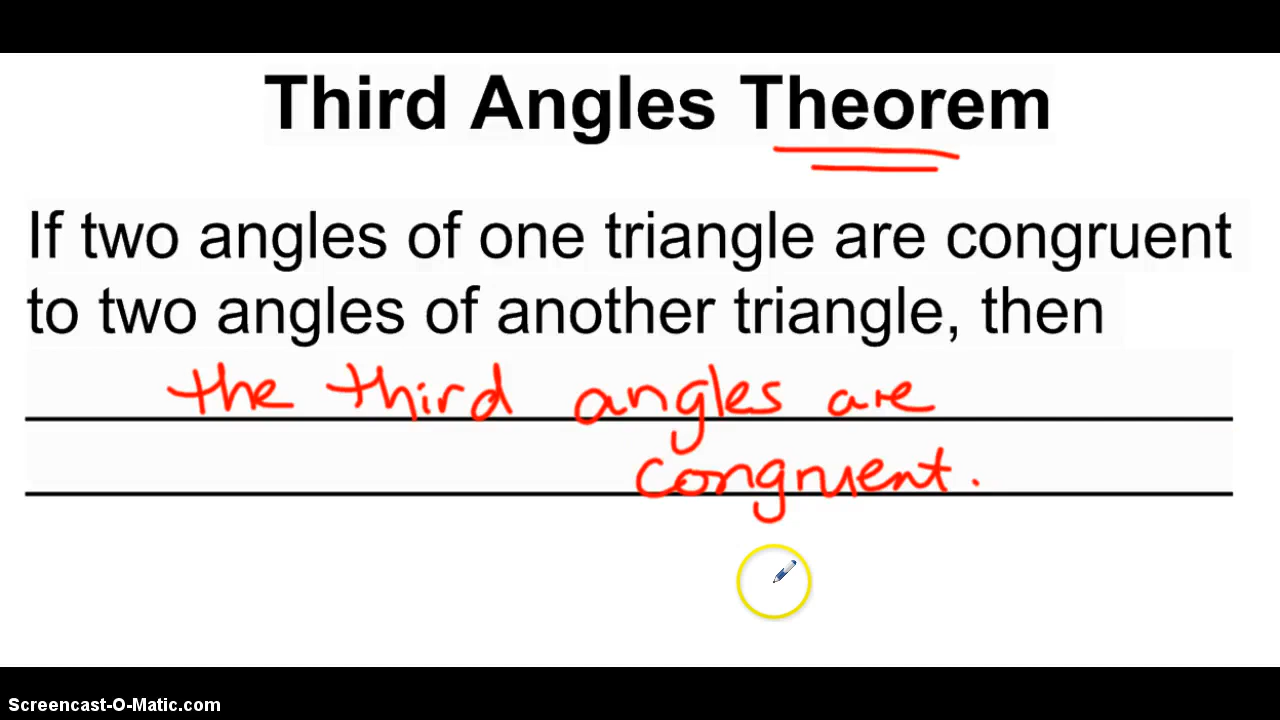 Third Angles Theorem
If two angles of one triangle are congruent
to two angles of another triangle, then
the third angles are
congruent.
Screencast-O-Matic.com